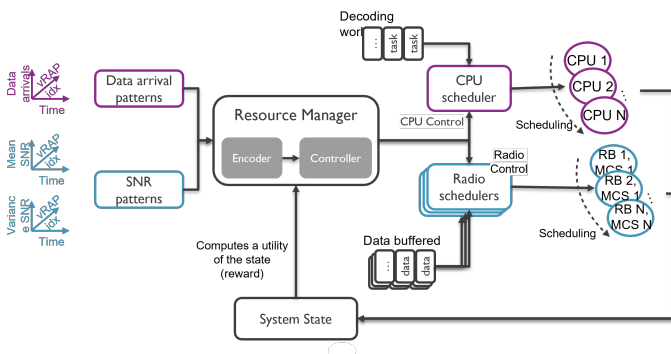 Decoding
work
...
task
task
Data
arrivals
vRAP
idx
Time
Data arrival
patterns
Resource Manager
Encoder
Controller
CPU
scheduler
CPU Control
CPU 1
CPU 2
...
CPU N
Scheduling
Mean
SNR
vRAP
idx
Time
SNR
patterns
Radio
Control
Radio
schedulers
RB 1,
MCS 1
RB 2,
MCS 1
...
RB N,
MCS N
Scheduling
Varianc
e SNR
vRAP
idx
Time
Computes a utility
of the state
(reward)
Data buffered
...
data
data
System State